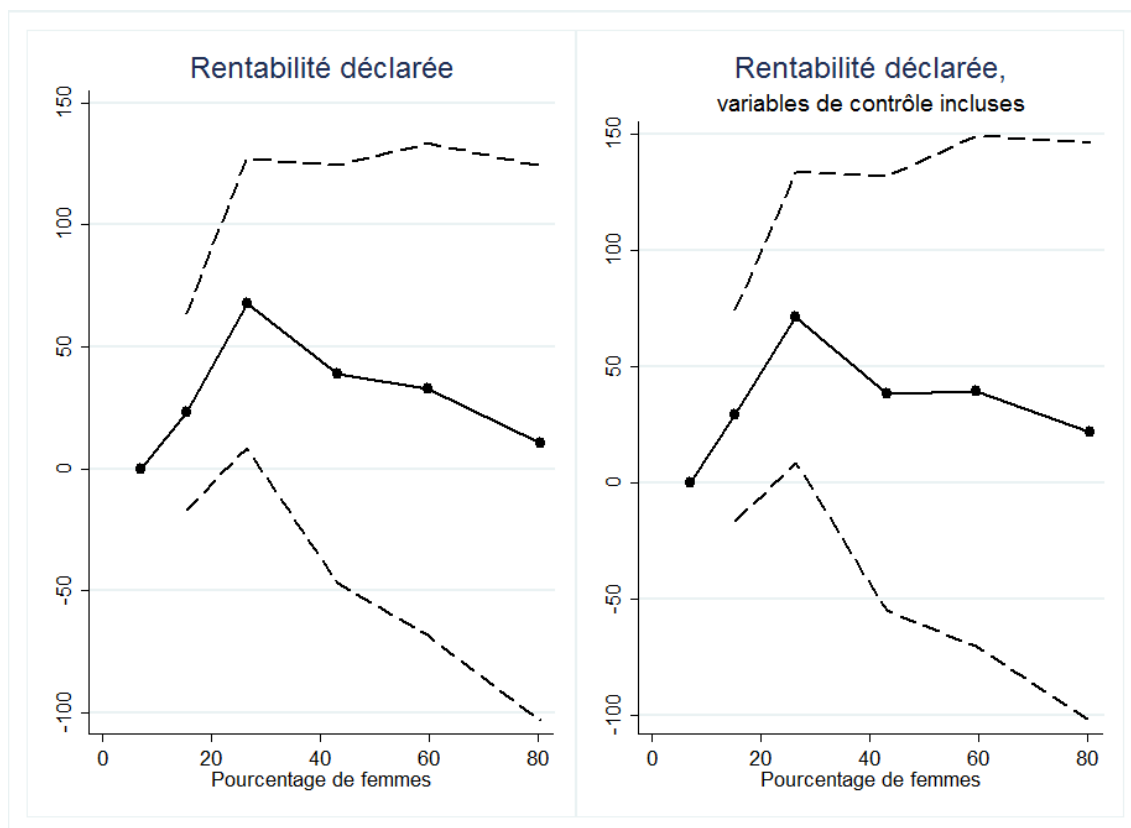 Rentabilité déclarée
150
100
50
0
-50
-100
0 20 40 60 80
Pourcentage de femmes
Rentabilité déclarée,
variables de contrôle incluses
150
100
50
0
-50
-100
0 20 40 60 80
Pourcentage de femmes